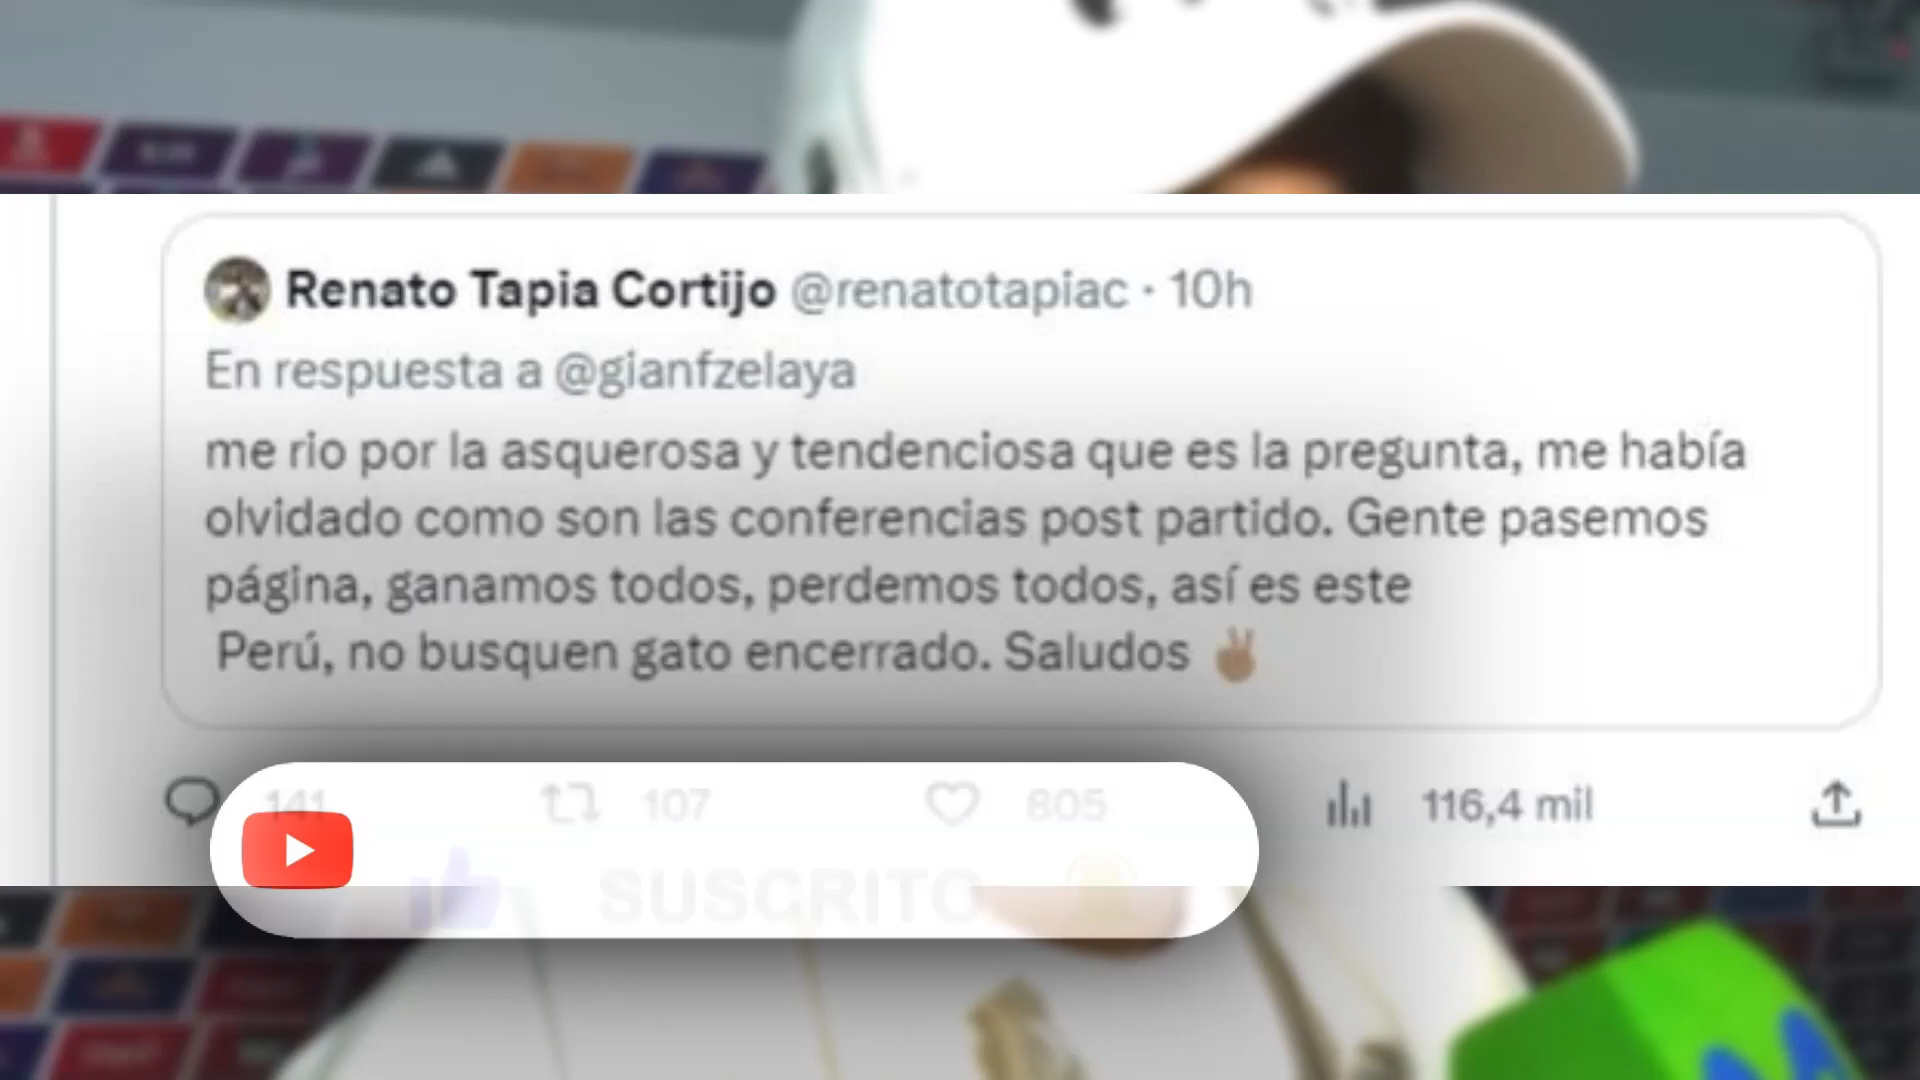 Renato Tapia Cortijo @renatotapiac · 10h
En respuesta a @gianfzelaya
me rio por la asquerosa y tendenciosa que es la pregunta, me había
olvidado como son las conferencias post partido. Gente pasemos
página, ganamos todos, perdemos todos, así es este
Perú, no busquen gato encerrado. Saludos ✌🏽
141 107 805 116,4 mil
SUSCRITO